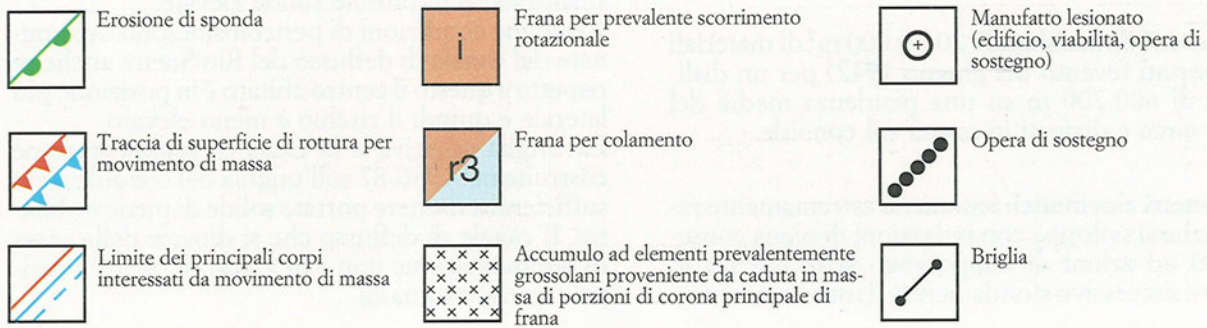 Erosione di sponda
i
Frana per prevalente scorrimento
rotazionale
+
Manufatto lesionato
(edificio, viabilità, opera di
sostegno)
Traccia di superficie di rottura per
movimento di massa
r3
Frana per colamento
Opera di sostegno
Limite dei principali corpi
interessati da movimento di massa
Accumulo ad elementi prevalentemente
grossolani proveniente da caduta in mas-
sa di porzioni di corona principale di
frana
Briglia